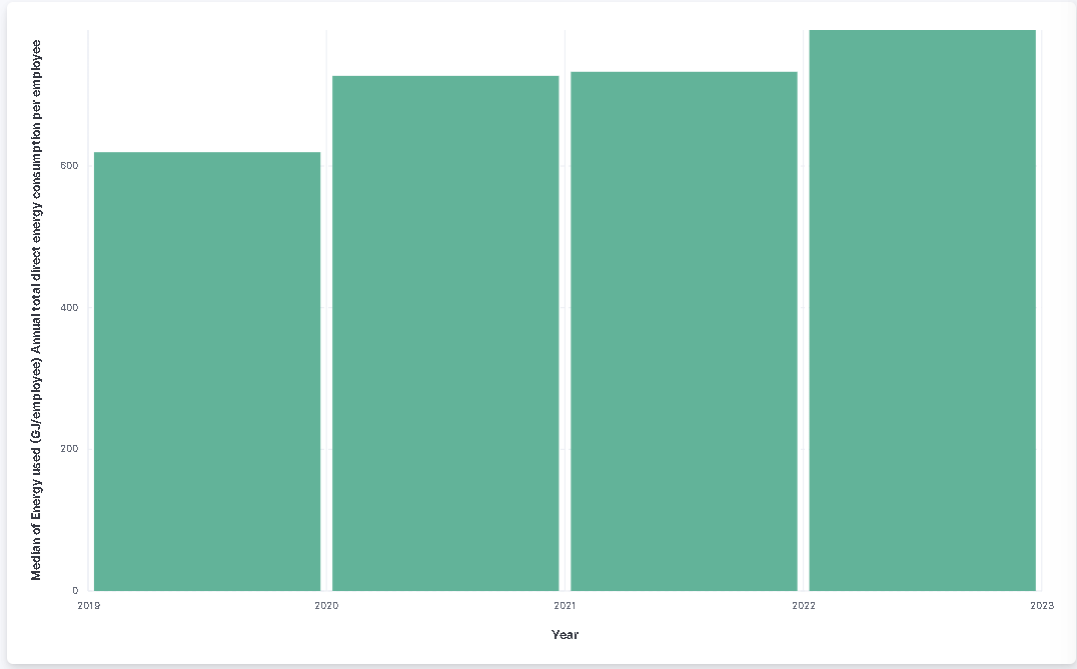 Median of Energy used (GJ/employee) Annual total direct energy consumption per employee
600
400
200
0
2019 2020 2021 2022 2023
Year